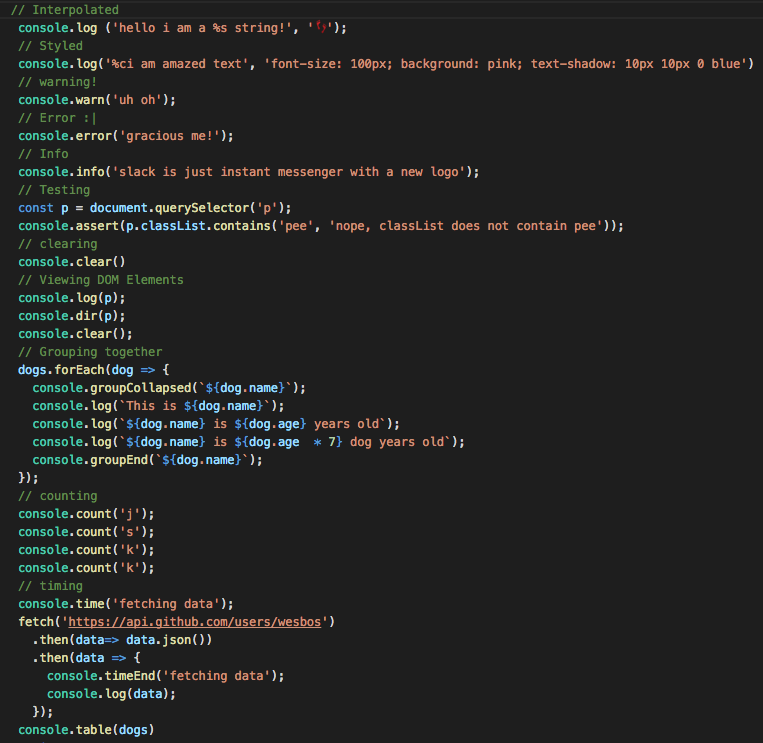 // Interpolated
console.log ('hello i am a %s string!', '👣');
// Styled
console.log('%ci am amazed text', 'font-size: 100px; background: pink; text-shadow: 10px 10px 0 blue')
// warning!
console.warn('uh oh');
// Error :|
console.error('gracious me!');
// Info
console.info('slack is just instant messenger with a new logo');
// Testing
const p = document.querySelector('p');
console.assert(p.classList.contains('pee', 'nope, classList does not contain pee'));
// clearing
console.clear()
// Viewing DOM Elements
console.log(p);
console.dir(p);
console.clear();
// Grouping together
dogs.forEach(dog => {
  console.groupCollapsed(`${dog.name}`);
  console.log(`This is ${dog.name}`);
  console.log(`${dog.name} is ${dog.age} years old`);
  console.log(`${dog.name} is ${dog.age  * 7} dog years old`);
  console.groupEnd(`${dog.name}`);
});
// counting
console.count('j');
console.count('s');
console.count('k');
console.count('k');
// timing
console.time('fetching data');
fetch('https://api.github.com/users/wesbos')
  .then(data=> data.json())
  .then(data => {
    console.timeEnd('fetching data');
    console.log(data);
  });
console.table(dogs)